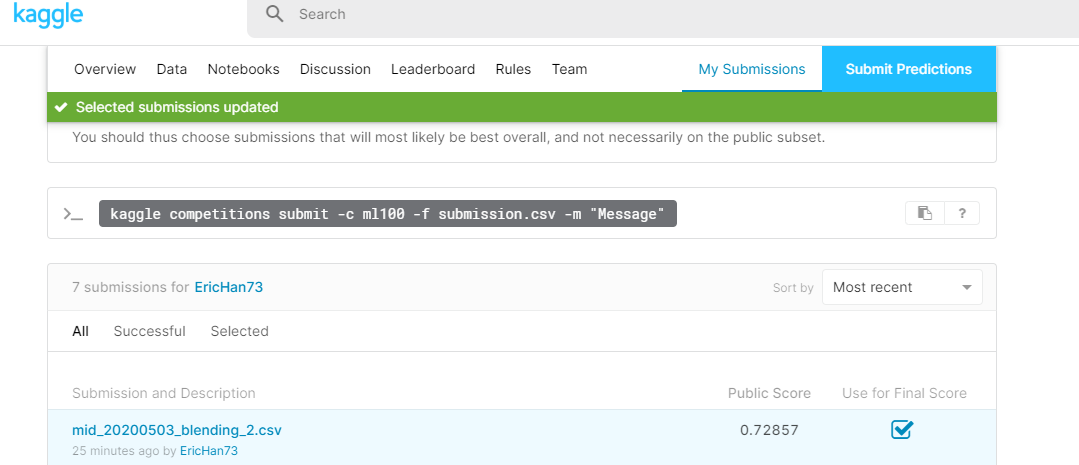 kaggle
Search
Overview Data Notebooks Discussion Leaderboard Rules Team My Submissions Submit Predictions
Selected submissions updated
You should thus choose submissions that will most likely be best overall, and not necessarily on the public subset.
>_ kaggle competitions submit -c ml100 -f submission.csv -m "Message" ?
7 submissions for EricHan73 Sort by Most recent
All Successful Selected
Submission and Description Public Score Use for Final Score
mid_20200503_blending_2.csv 0.72857
25 minutes ago by EricHan73